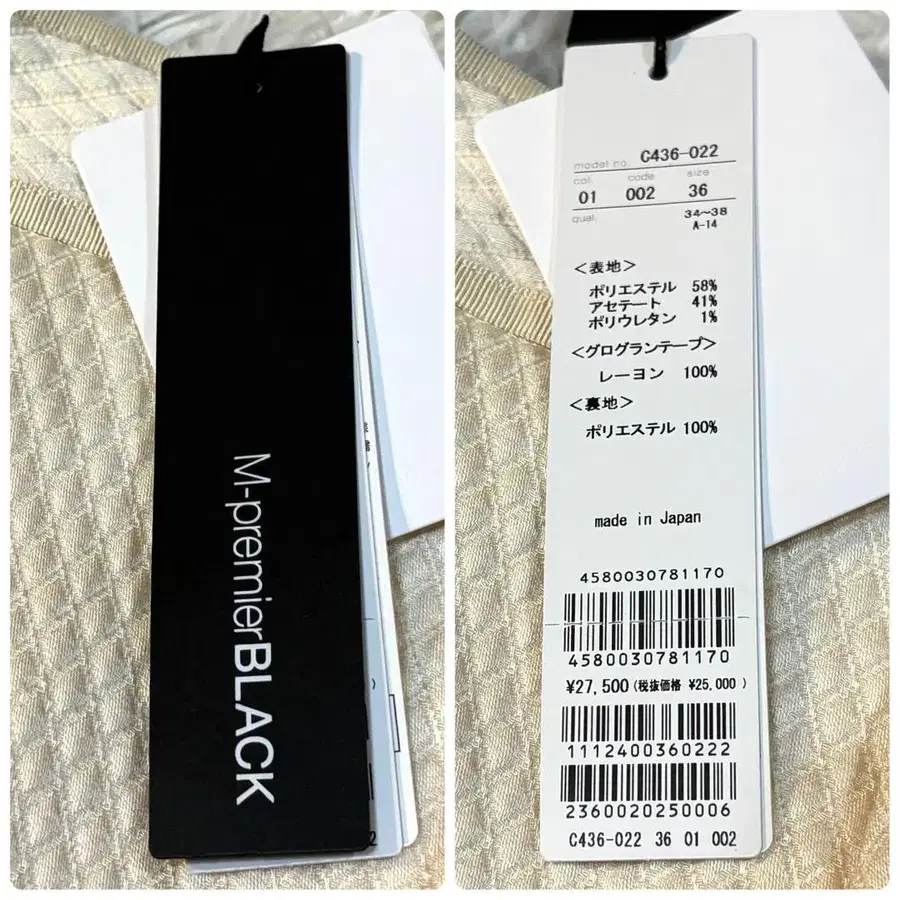 M-premierBLACK
2
model no. C436-022
col. code size
01 002 36
qual. 34~38
A-14
<表地>
ポリエステル 58%
アセテート 41%
ポリウレタン 1%
<グログランテープ>
レーヨン 100%
<裏地>
ポリエステル 100%
made in Japan
4580030781170
4580030781170
¥27,500(税抜価格 ¥25,000 )
1112400360222
2360020250006
C436-022 36 01 002